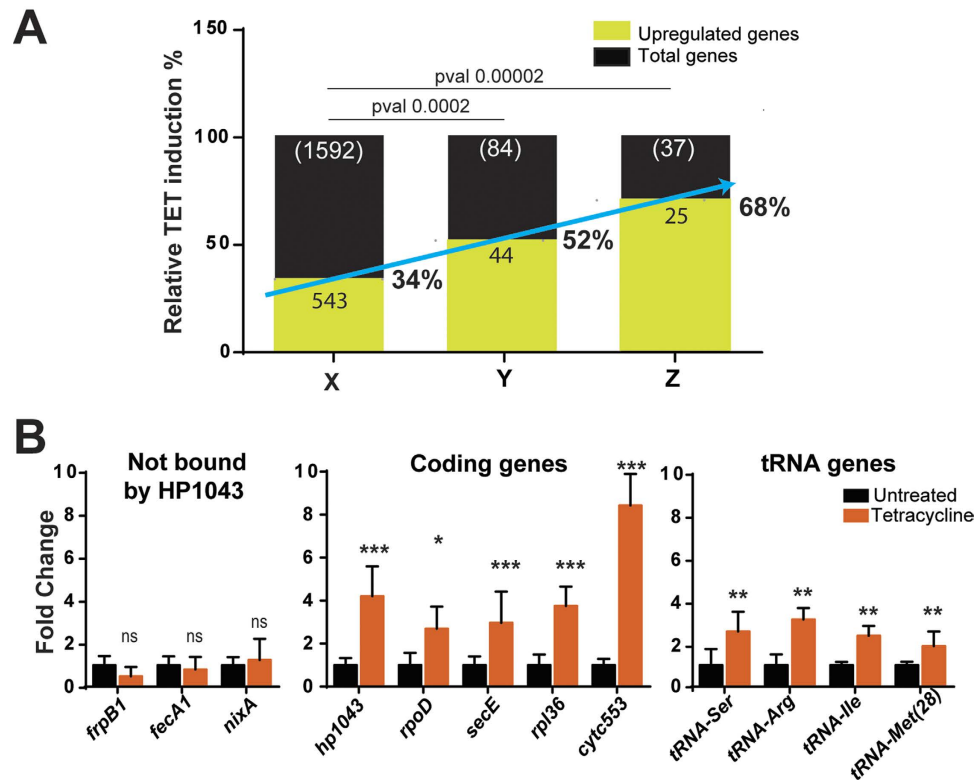 A
Relative TET induction %
150
100
50
0
Upregulated genes
Total genes
pval 0.00002
pval 0.0002
(1592)
(84)
(37)
543
44
25
34%
52%
68%
X
Y
Z
B
Fold Change
Not bound
by HP1043
10
8
6
4
2
0
ns
ns
ns
frpB1
fecA1
nixA
Coding genes
10
8
6
4
2
0
***
*
***
***
***
hp1043
rpoD
secE
rpl36
cytc553
tRNA genes
Untreated
Tetracycline
10
8
6
4
2
0
**
**
**
**
tRNA-Ser
tRNA-Arg
tRNA-Ile
tRNA-Met(28)